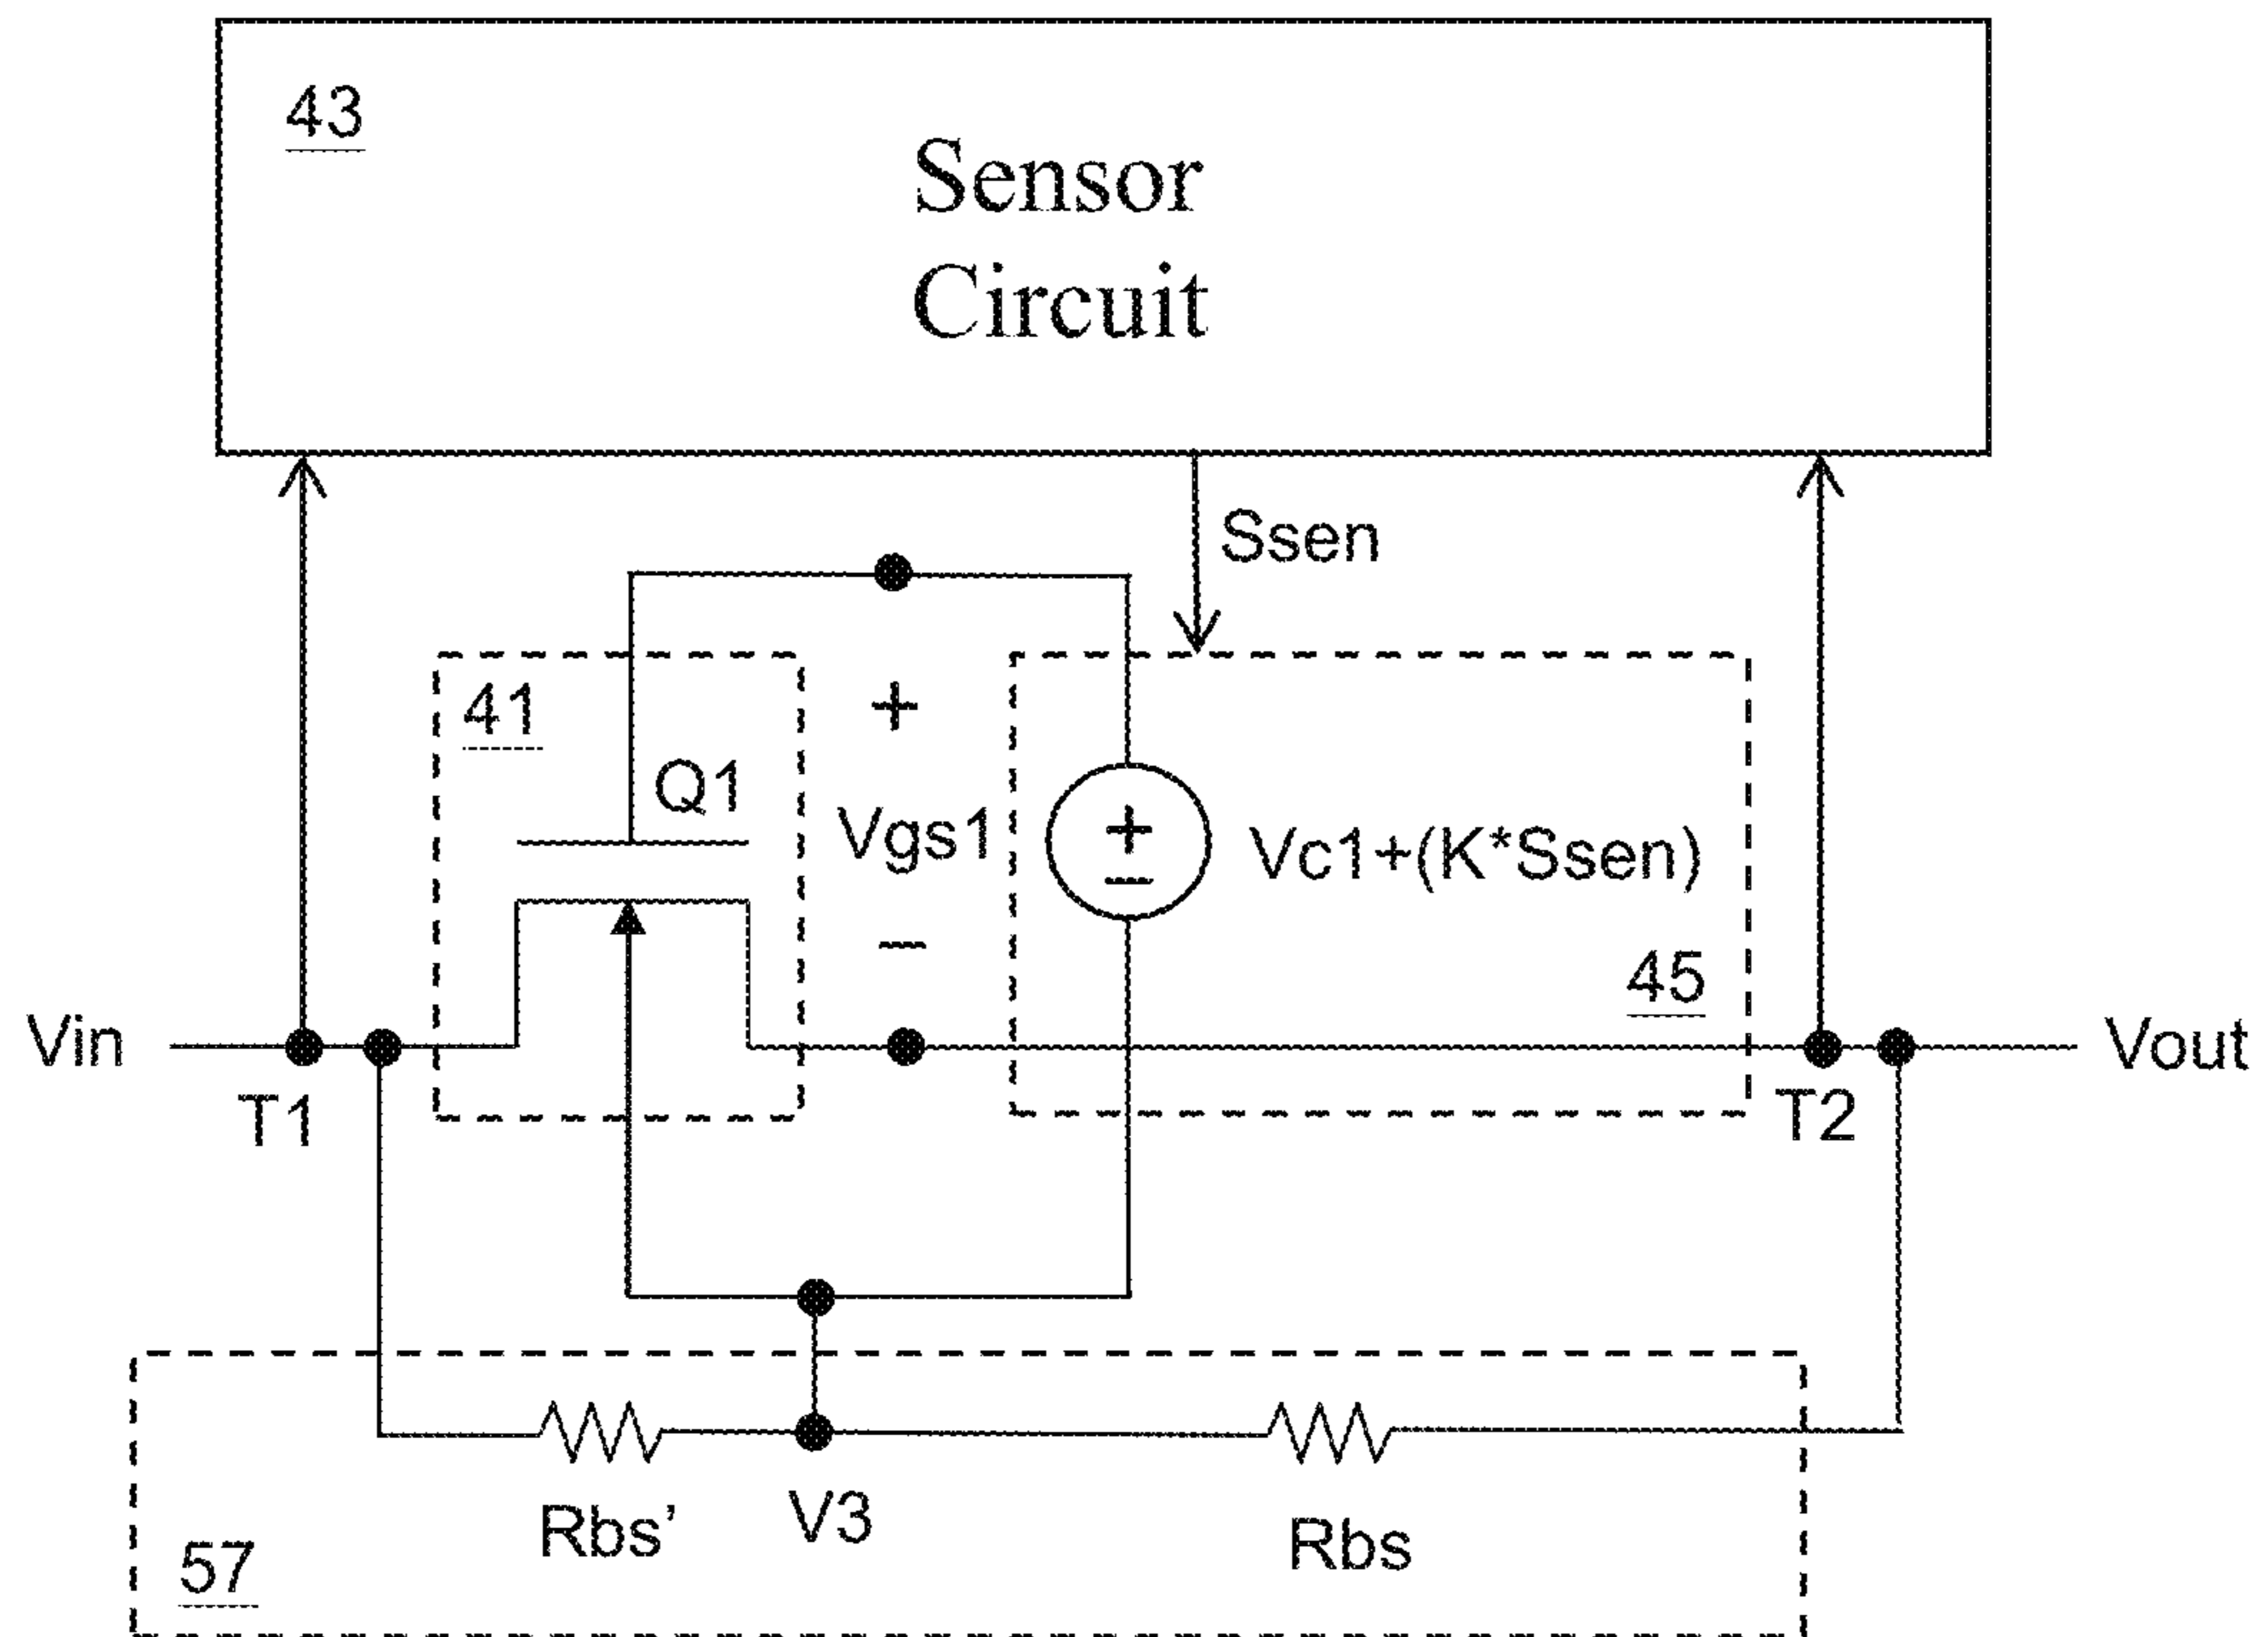 43
Sensor
Circuit
Ssen
41
Q1
+
Vgs1
−
+
−
Vc1+(K*Ssen)
45
Vin
T1
T2
Vout
Rbs’
V3
Rbs
57